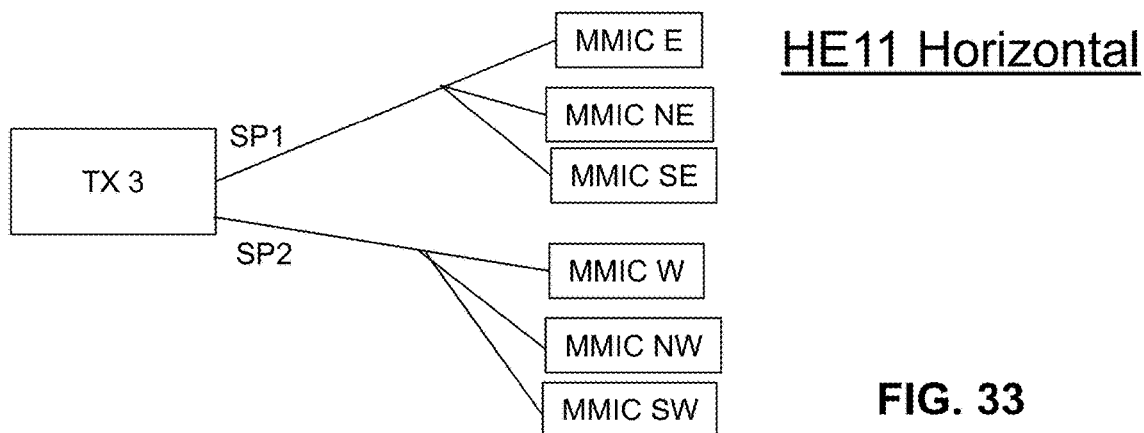 MMIC E
HE11 Horizontal
MMIC NE
SP1
MMIC SE
TX 3
SP2
MMIC W
MMIC NW
MMIC SW
FIG. 33